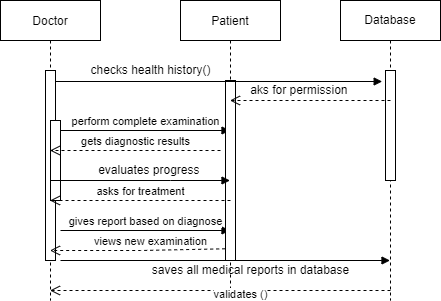 Doctor
Patient
Database
checks health history()
aks for permission
perform complete examination
gets diagnostic results
evaluates progress
asks for treatment
gives report based on diagnose
views new examination
saves all medical reports in database
validates ()